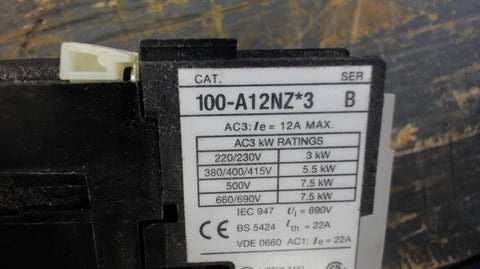 CAT. SER
100-A12NZ*3 B
AC3: Ie = 12A MAX.
AC3 kW RATINGS
220/230V 3 kW
380/400/415V 5.5 kW
500V 7.5 kW
660/690V 7.5 kW
IEC 947 Ui = 690V
CE BS 5424 Ith = 22A
VDE 0660 AC1: Ie = 22A